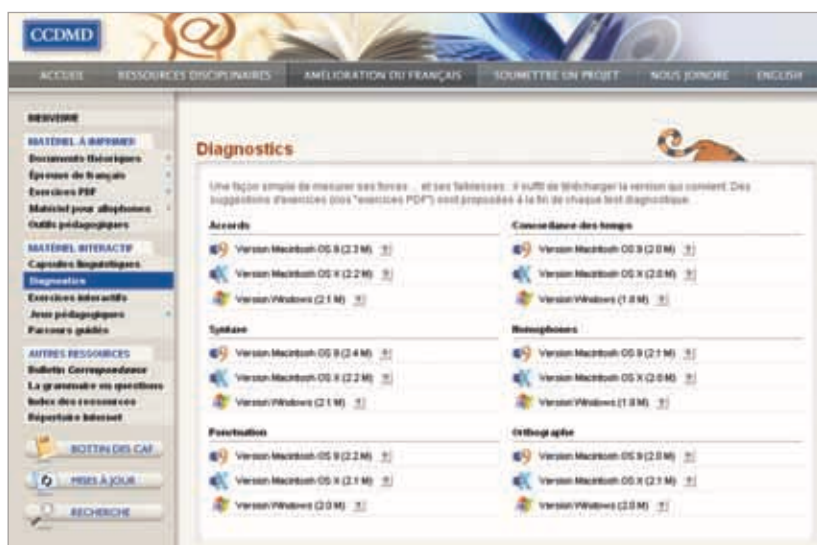 CCDMD
ACCUEIL RESSOURCES DISCIPLINAIRES AMÉLIORATION DU FRANÇAIS SOUMETTRE UN PROJET NOUS JOINDRE ENGLISH
BIENVENUE
MATÉRIEL À IMPRIMER
Documents théoriques
Épreuve de français
Exercices PDF
Matériel pour allophones
Outils pédagogiques
MATÉRIEL INTERACTIF
Capsules linguistiques
Diagnostics
Exercices interactifs
Jeux pédagogiques
Parcours guidés
AUTRES RESSOURCES
Bulletin Correspondance
La grammaire en questions
Index des ressources
Répertoire Internet
BOTTIN DES CAF
MISES À JOUR
RECHERCHE
Diagnostics
Une façon simple de mesurer ses forces... et ses faiblesses : il suffit de télécharger la version qui convient. Des
suggestions d'exercices (nos "exercices PDF") sont proposées à la fin de chaque test diagnostique.
Accords
Version Macintosh OS 9 (2.3 M) ?
Version Macintosh OS X (2.2 M) ?
Version Windows (2.1 M) ?
Concordance des temps
Version Macintosh OS 9 (2.0 M) ?
Version Macintosh OS X (2.0 M) ?
Version Windows (1.8 M) ?
Syntaxe
Version Macintosh OS 9 (2.4 M) ?
Version Macintosh OS X (2.2 M) ?
Version Windows (2.1 M) ?
Homophones
Version Macintosh OS 9 (2.1 M) ?
Version Macintosh OS X (2.0 M) ?
Version Windows (1.9 M) ?
Ponctuation
Version Macintosh OS 9 (2.2 M) ?
Version Macintosh OS X (2.1 M) ?
Version Windows (2.0 M) ?
Orthographe
Version Macintosh OS 9 (2.0 M) ?
Version Macintosh OS X (2.1 M) ?
Version Windows (2.0 M) ?